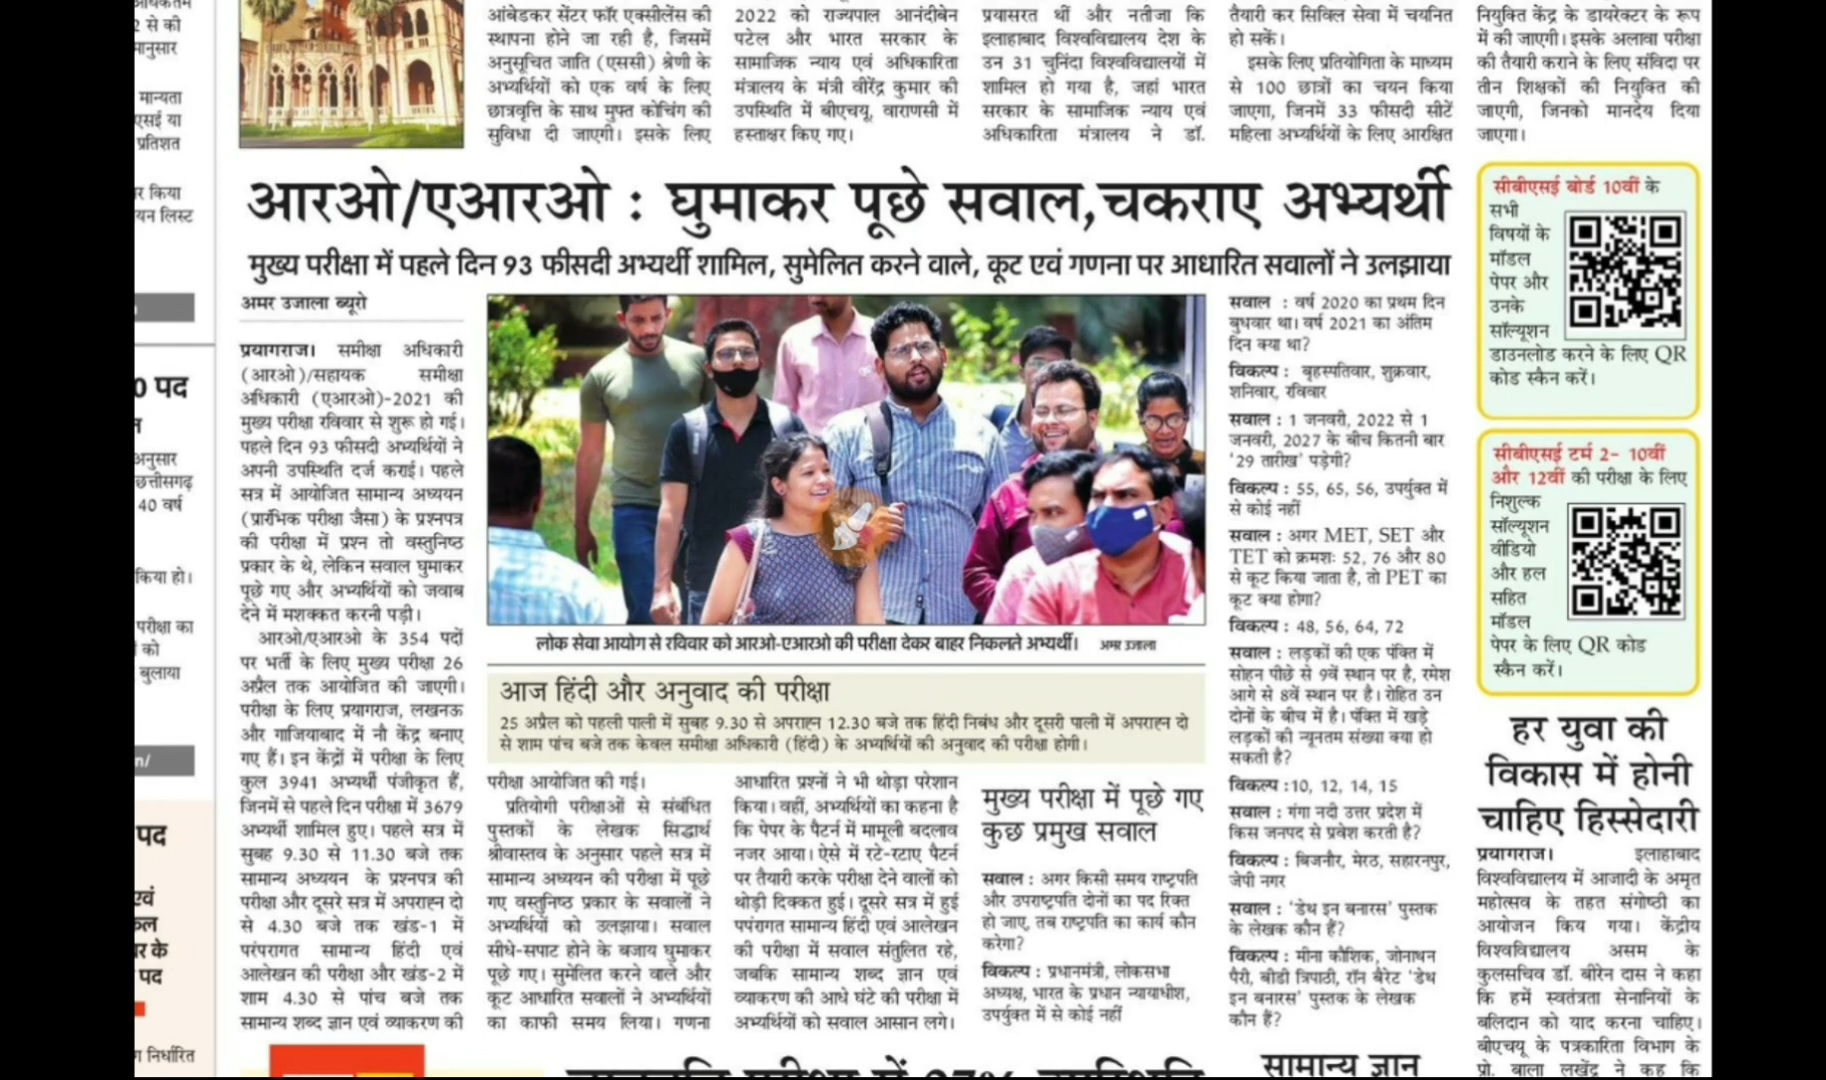 आंबेडकर सेंटर फॉर एक्सीलेंस की
स्थापना होने जा रही है, जिसमें
अनुसूचित जाति (एससी) श्रेणी के
अभ्यर्थियों को एक वर्ष के लिए
छात्रवृत्ति के साथ मुफ्त कोचिंग की
सुविधा दी जाएगी। इसके लिए
2022 को राज्यपाल आनंदीबेन
पटेल और भारत सरकार के
सामाजिक न्याय एवं अधिकारिता
मंत्रालय के मंत्री वीरेंद्र कुमार की
उपस्थिति में बीएचयू, वाराणसी में
हस्ताक्षर किए गए।
प्रयासरत थीं और नतीजा कि
इलाहाबाद विश्वविद्यालय देश के
उन 31 चुनिंदा विश्वविद्यालयों में
शामिल हो गया है, जहां भारत
सरकार के सामाजिक न्याय एवं
अधिकारिता मंत्रालय ने डॉ.
तैयारी कर सिविल सेवा में चयनित
हो सकें।
इसके लिए प्रतियोगिता के माध्यम
से 100 छात्रों का चयन किया
जाएगा, जिनमें 33 फीसदी सीटें
महिला अभ्यर्थियों के लिए आरक्षित
नियुक्ति केंद्र के डायरेक्टर के रूप
में की जाएगी। इसके अलावा परीक्षा
की तैयारी कराने के लिए संविदा पर
तीन शिक्षकों की नियुक्ति की
जाएगी, जिनको मानदेय दिया
जाएगा।
2 से की
मानुसार
मान्यता
एसई या
प्रतिशत
र किया
यन लिस्ट
0 पद
न
अनुसार
छत्तीसगढ़
40 वर्ष
किया हो।
परीक्षा का
को
बुलाया
n/
पद
एवं
र के
पद
निर्धारित
आरओ/एआरओ : घुमाकर पूछे सवाल,चकराए अभ्यर्थी
मुख्य परीक्षा में पहले दिन 93 फीसदी अभ्यर्थी शामिल, सुमेलित करने वाले, कूट एवं गणना पर आधारित सवालों ने उलझाया
अमर उजाला ब्यूरो
प्रयागराज। समीक्षा अधिकारी
(आरओ)/सहायक समीक्षा
अधिकारी (एआरओ)-2021 की
मुख्य परीक्षा रविवार से शुरू हो गई।
पहले दिन 93 फीसदी अभ्यर्थियों ने
अपनी उपस्थिति दर्ज कराई। पहले
सत्र में आयोजित सामान्य अध्ययन
(प्रारंभिक परीक्षा जैसा) के प्रश्नपत्र
की परीक्षा में प्रश्न तो वस्तुनिष्ठ
प्रकार के थे, लेकिन सवाल घुमाकर
पूछे गए और अभ्यर्थियों को जवाब
देने में मशक्कत करनी पड़ी।
आरओ/एआरओ के 354 पदों
पर भर्ती के लिए मुख्य परीक्षा 26
अप्रैल तक आयोजित की जाएगी।
परीक्षा के लिए प्रयागराज, लखनऊ
और गाजियाबाद में नौ केंद्र बनाए
गए हैं। इन केंद्रों में परीक्षा के लिए
कुल 3941 अभ्यर्थी पंजीकृत हैं,
जिनमें से पहले दिन परीक्षा में 3679
अभ्यर्थी शामिल हुए। पहले सत्र में
सुबह 9.30 से 11.30 बजे तक
सामान्य अध्ययन के प्रश्नपत्र की
परीक्षा और दूसरे सत्र में अपराह्न दो
से 4.30 बजे तक खंड-1 में
परंपरागत सामान्य हिंदी एवं
आलेखन की परीक्षा और खंड-2 में
शाम 4.30 से पांच बजे तक
सामान्य शब्द ज्ञान एवं व्याकरण की
लोक सेवा आयोग से रविवार को आरओ-एआरओ की परीक्षा देकर बाहर निकलते अभ्यर्थी। अमर उजाला
आज हिंदी और अनुवाद की परीक्षा
25 अप्रैल को पहली पाली में सुबह 9.30 से अपराह्न 12.30 बजे तक हिंदी निबंध और दूसरी पाली में अपराह्न दो
से शाम पांच बजे तक केवल समीक्षा अधिकारी (हिंदी) के अभ्यर्थियों की अनुवाद की परीक्षा होगी।
परीक्षा आयोजित की गई।
प्रतियोगी परीक्षाओं से संबंधित
पुस्तकों के लेखक सिद्धार्थ
श्रीवास्तव के अनुसार पहले सत्र में
सामान्य अध्ययन की परीक्षा में पूछे
गए वस्तुनिष्ठ प्रकार के सवालों ने
अभ्यर्थियों को उलझाया। सवाल
सीधे-सपाट होने के बजाय घुमाकर
पूछे गए। सुमेलित करने वाले और
कूट आधारित सवालों ने अभ्यर्थियों
का काफी समय लिया। गणना
आधारित प्रश्नों ने भी थोड़ा परेशान
किया। वहीं, अभ्यर्थियों का कहना है
कि पेपर के पैटर्न में मामूली बदलाव
नजर आया। ऐसे में रटे-रटाए पैटर्न
पर तैयारी करके परीक्षा देने वालों को
थोड़ी दिक्कत हुई। दूसरे सत्र में हुई
पपंरागत सामान्य हिंदी एवं आलेखन
की परीक्षा में सवाल संतुलित रहे,
जबकि सामान्य शब्द ज्ञान एवं
व्याकरण की आधे घंटे की परीक्षा में
अभ्यर्थियों को सवाल आसान लगे।
मुख्य परीक्षा में पूछे गए
कुछ प्रमुख सवाल
सवाल : अगर किसी समय राष्ट्रपति
और उपराष्ट्रपति दोनों का पद रिक्त
हो जाए, तब राष्ट्रपति का कार्य कौन
करेगा?
विकल्प : प्रधानमंत्री, लोकसभा
अध्यक्ष, भारत के प्रधान न्यायाधीश,
उपर्युक्त में से कोई नहीं
सवाल : वर्ष 2020 का प्रथम दिन
बुधवार था। वर्ष 2021 का अंतिम
दिन क्या था?
विकल्प : बृहस्पतिवार, शुक्रवार,
शनिवार, रविवार
सवाल : 1 जनवरी, 2022 से 1
जनवरी, 2027 के बीच कितनी बार
‘29 तारीख’ पड़ेगी?
विकल्प : 55, 65, 56, उपर्युक्त में
से कोई नहीं
सवाल : अगर MET, SET और
TET को क्रमशः 52, 76 और 80
से कूट किया जाता है, तो PET का
कूट क्या होगा?
विकल्प : 48, 56, 64, 72
सवाल : लड़कों की एक पंक्ति में
सोहन पीछे से 9वें स्थान पर है, रमेश
आगे से 8वें स्थान पर है। रोहित उन
दोनों के बीच में है। पंक्ति में खड़े
लड़कों की न्यूनतम संख्या क्या हो
सकती है?
विकल्प :10, 12, 14, 15
सवाल : गंगा नदी उत्तर प्रदेश में
किस जनपद से प्रवेश करती है?
विकल्प : बिजनौर, मेरठ, सहारनपुर,
जेपी नगर
सवाल : ‘डेथ इन बनारस’ पुस्तक
के लेखक कौन हैं?
विकल्प : मीना कौशिक, जोनाथन
पैरी, बीडी त्रिपाठी, रॉन बैरेट ‘डेथ
इन बनारस’ पुस्तक के लेखक
कौन हैं?
सीबीएसई बोर्ड 10वीं के
सभी
विषयों के
मॉडल
पेपर और
उनके
सॉल्यूशन
डाउनलोड करने के लिए QR
कोड स्कैन करें।
सीबीएसई टर्म 2- 10वीं
और 12वीं की परीक्षा के लिए
निशुल्क
सॉल्यूशन
वीडियो
और हल
सहित
मॉडल
पेपर के लिए QR कोड
स्कैन करें।
हर युवा की
विकास में होनी
चाहिए हिस्सेदारी
प्रयागराज। इलाहाबाद
विश्वविद्यालय में आजादी के अमृत
महोत्सव के तहत संगोष्ठी का
आयोजन किय गया। केंद्रीय
विश्वविद्यालय असम के
कुलसचिव डॉ. बीरेन दास ने कहा
कि हमें स्वतंत्रता सेनानियों के
बलिदान को याद करना चाहिए।
बीएचयू के पत्रकारिता विभाग के
प्रो. बाला लखेंद्र ने कह कि
सामान्य ज्ञान